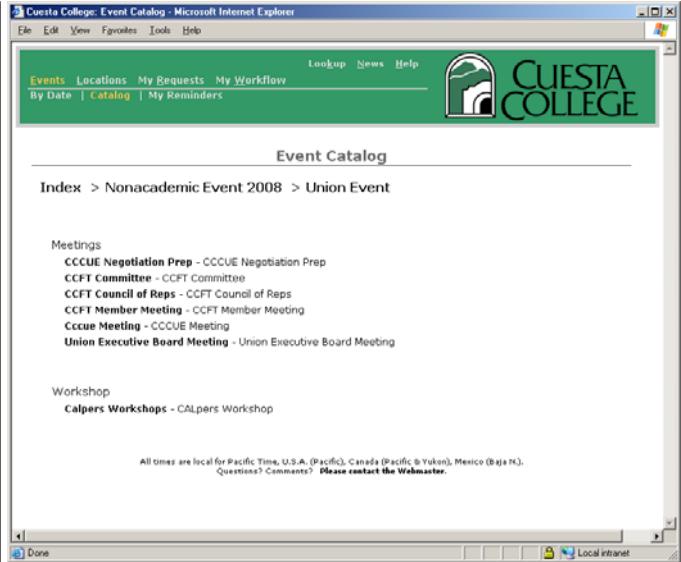 Cuesta College: Event Catalog - Microsoft Internet Explorer
File Edit View Favorites Tools Help
Lookup News Help
Events Locations My Requests My Workflow
By Date | Catalog | My Reminders
CUESTA
COLLEGE
Event Catalog
Index > Nonacademic Event 2008 > Union Event
Meetings
CCCUE Negotiation Prep - CCCUE Negotiation Prep
CCFT Committee - CCFT Committee
CCFT Council of Reps - CCFT Council of Reps
CCFT Member Meeting - CCFT Member Meeting
Cccue Meeting - CCCUE Meeting
Union Executive Board Meeting - Union Executive Board Meeting
Workshop
Calpers Workshops - CALpers Workshop
All times are local for Pacific Time, U.S.A. (Pacific), Canada (Pacific & Yukon), Mexico (Baja N.).
Questions? Comments? Please contact the Webmaster.
Done
Local intranet